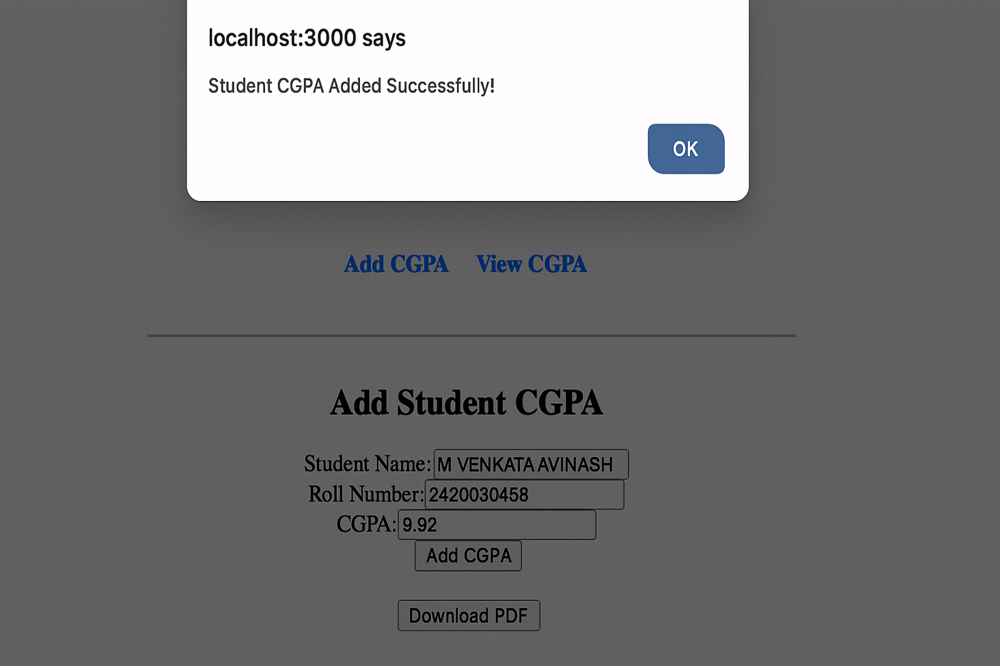 localhost:3000 says
Student CGPA Added Successfully!
OK
Add CGPA View CGPA
Add Student CGPA
Student Name: M VENKATA AVINASH
Roll Number: 2420030458
CGPA: 9.92
Add CGPA
Download PDF